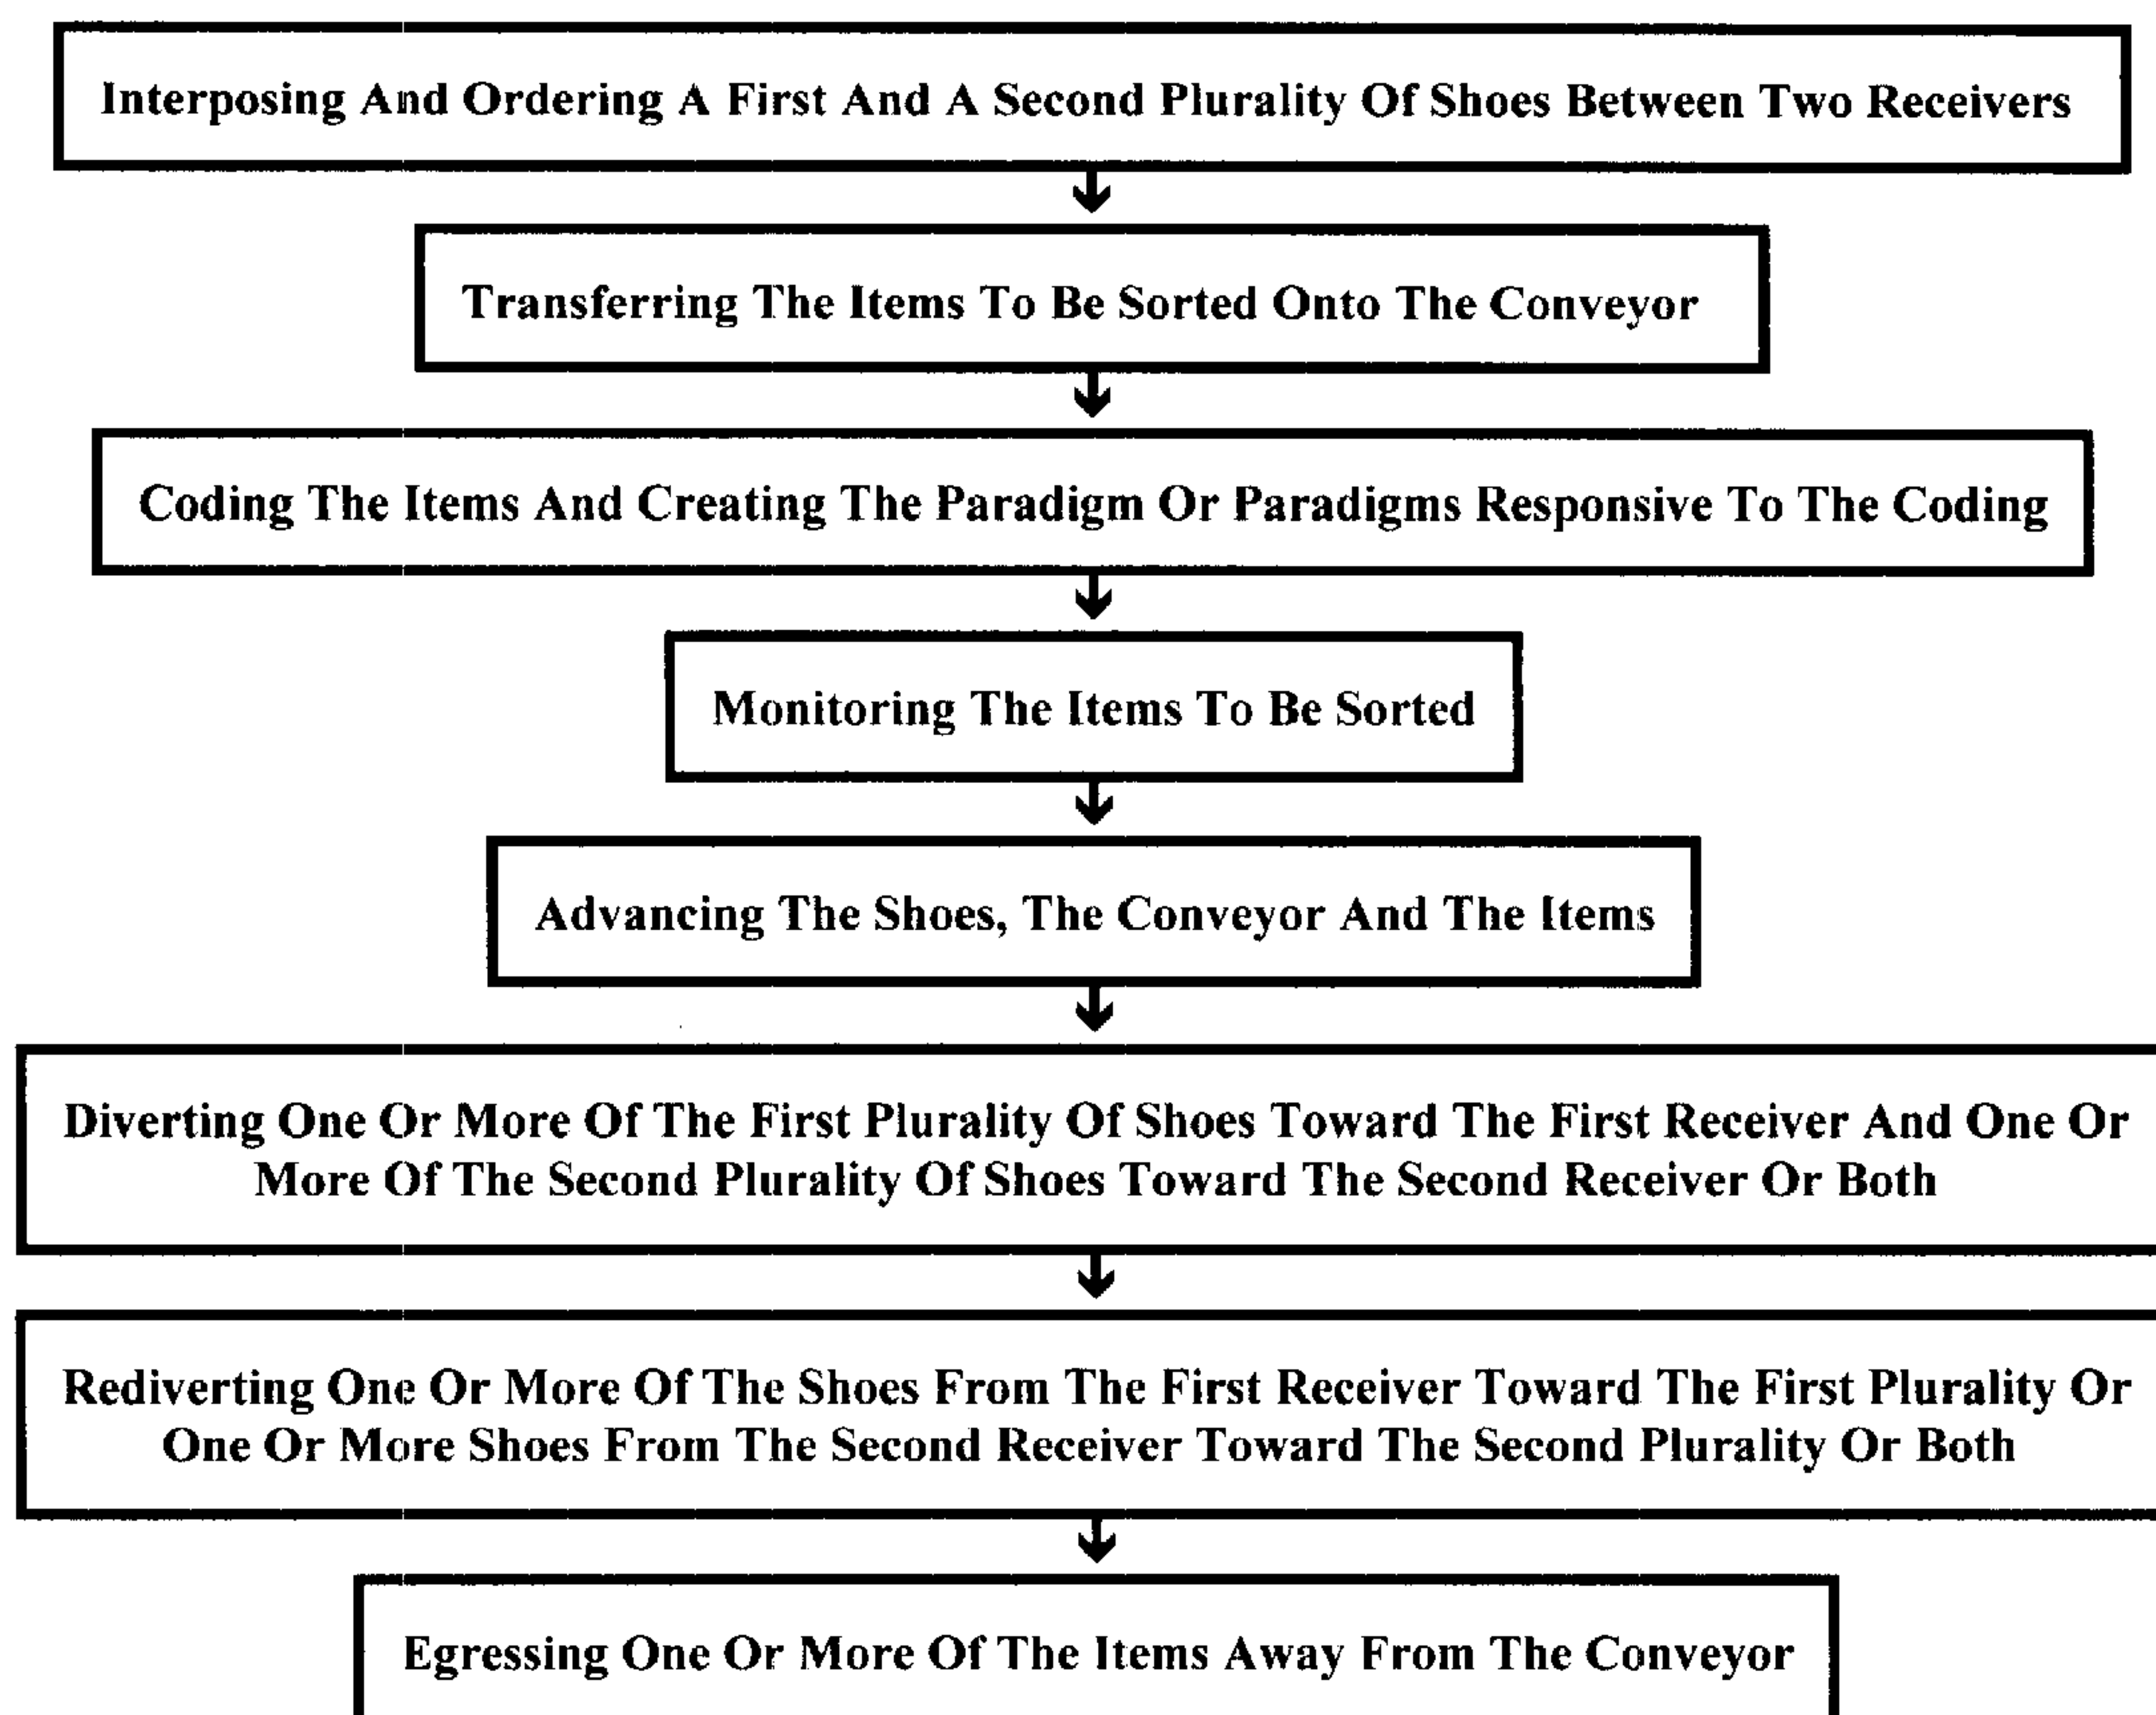 Interposing And Ordering A First And A Second Plurality Of Shoes Between Two Receivers
Transferring The Items To Be Sorted Onto The Conveyor
Coding The Items And Creating The Paradigm Or Paradigms Responsive To The Coding
Monitoring The Items To Be Sorted
Advancing The Shoes, The Conveyor And The Items
Diverting One Or More Of The First Plurality Of Shoes Toward The First Receiver And One Or
More Of The Second Plurality Of Shoes Toward The Second Receiver Or Both
Rediverting One Or More Of The Shoes From The First Receiver Toward The First Plurality Or
One Or More Shoes From The Second Receiver Toward The Second Plurality Or Both
Egressing One Or More Of The Items Away From The Conveyor